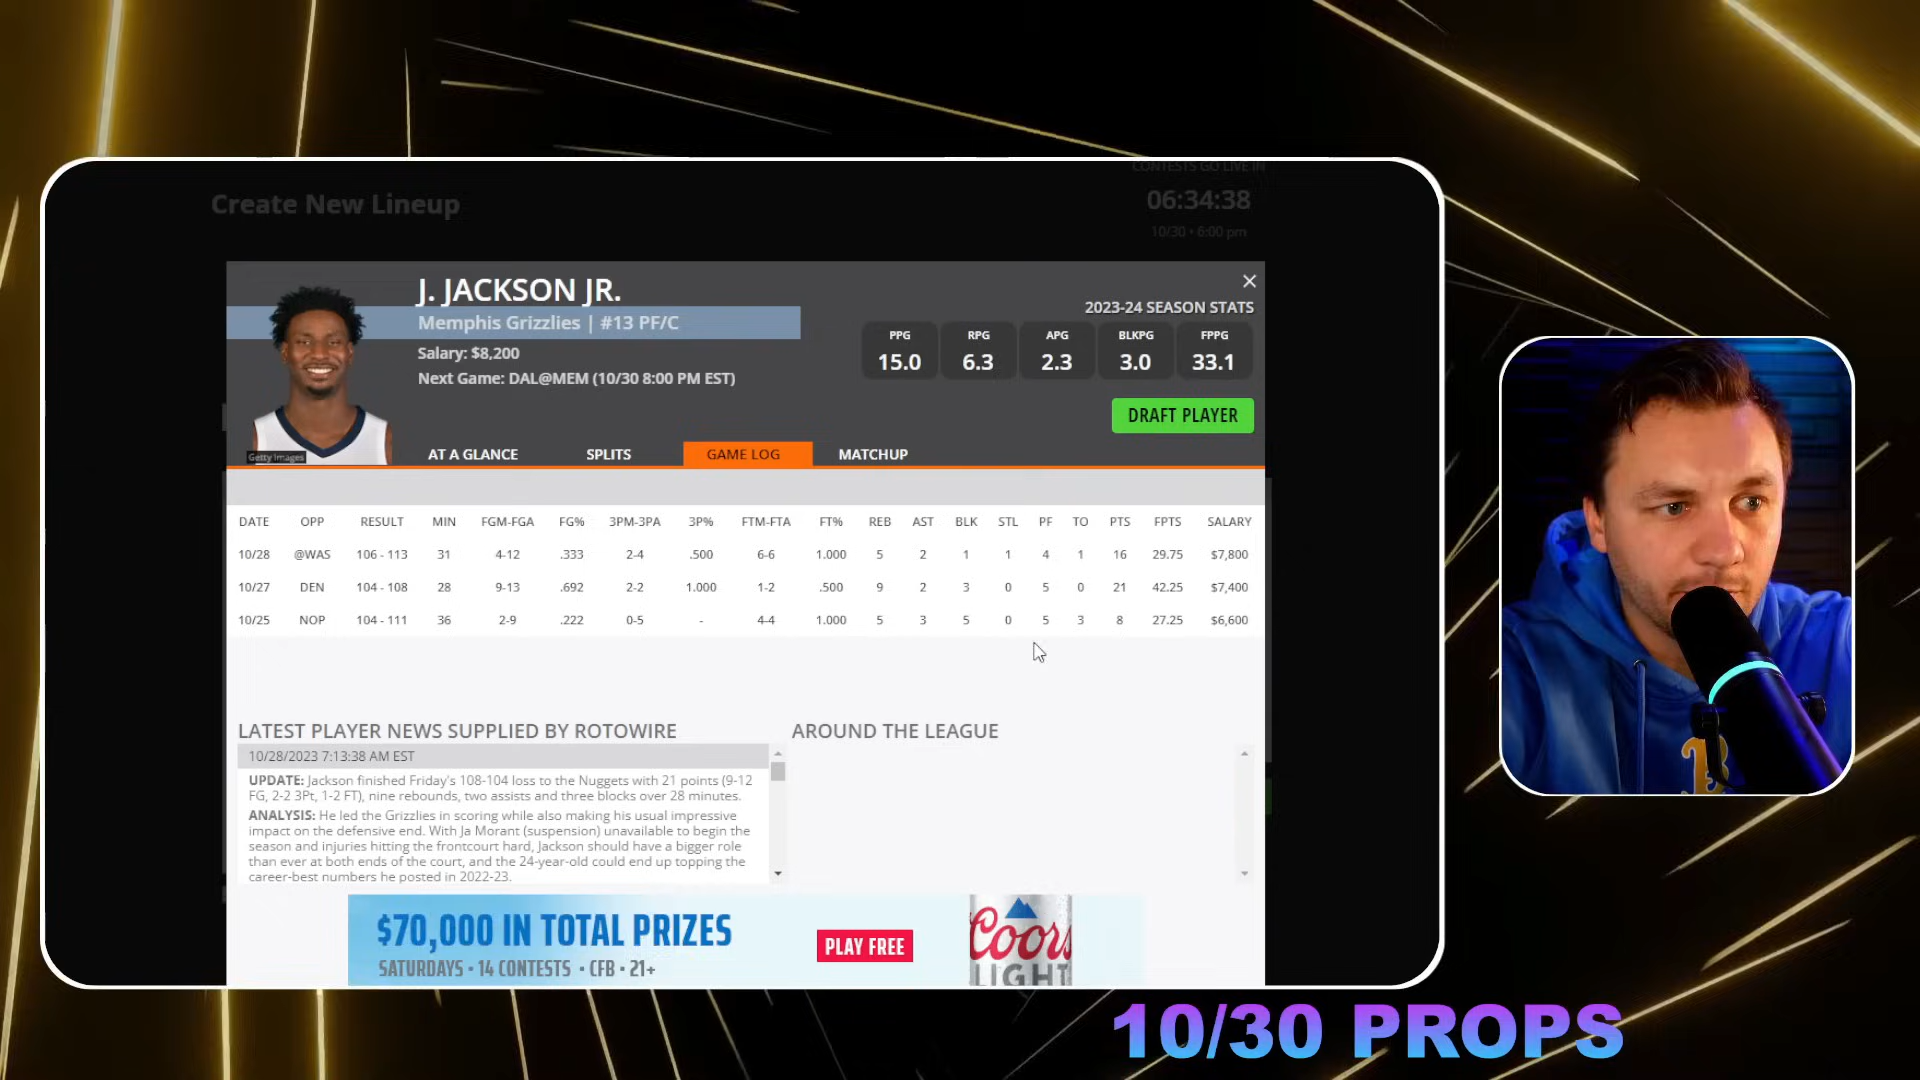 CONTESTS GO LIVE IN
Create New Lineup
06:34:38
10/30 • 6:00 pm
J. JACKSON JR.
Memphis Grizzlies | #13 PF/C
Salary: $8,200
Next Game: DAL@MEM (10/30 8:00 PM EST)
2023-24 SEASON STATS
PPG RPG APG BLKPG FPPG
15.0 6.3 2.3 3.0 33.1
DRAFT PLAYER
Getty Images
AT A GLANCE SPLITS GAME LOG MATCHUP
DATE OPP RESULT MIN FGM-FGA FG% 3PM-3PA 3P% FTM-FTA FT% REB AST BLK STL PF TO PTS FPTS SALARY
10/28 @WAS 106 - 113 31 4-12 .333 2-4 .500 6-6 1.000 5 2 1 1 4 1 16 29.75 $7,800
10/27 DEN 104 - 108 28 9-13 .692 2-2 1.000 1-2 .500 9 2 3 0 5 0 21 42.25 $7,400
10/25 NOP 104 - 111 36 2-9 .222 0-5 - 4-4 1.000 5 3 5 0 5 3 8 27.25 $6,600
LATEST PLAYER NEWS SUPPLIED BY ROTOWIRE
AROUND THE LEAGUE
10/28/2023 7:13:38 AM EST
UPDATE: Jackson finished Friday's 108-104 loss to the Nuggets with 21 points (9-12
FG, 2-2 3Pt, 1-2 FT), nine rebounds, two assists and three blocks over 28 minutes.
ANALYSIS: He led the Grizzlies in scoring while also making his usual impressive
impact on the defensive end. With Ja Morant (suspension) unavailable to begin the
season and injuries hitting the frontcourt hard, Jackson should have a bigger role
than ever at both ends of the court, and the 24-year-old could end up topping the
career-best numbers he posted in 2022-23.
$70,000 IN TOTAL PRIZES
SATURDAYS • 14 CONTESTS • CFB • 21+
PLAY FREE
Coors
LIGHT
10/30 PROPS